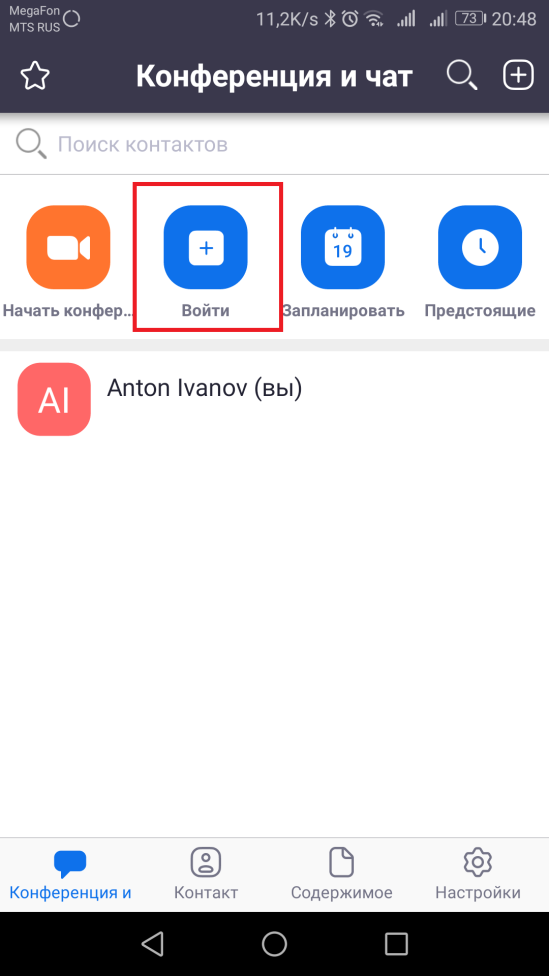 MegaFon
MTS RUS
11,2K/s 73 20:48
Конференция и чат
Поиск контактов
19
Начать конфер... Войти Запланировать Предстоящие
AI Anton Ivanov (вы)
Конференция и Контакт Содержимое Настройки